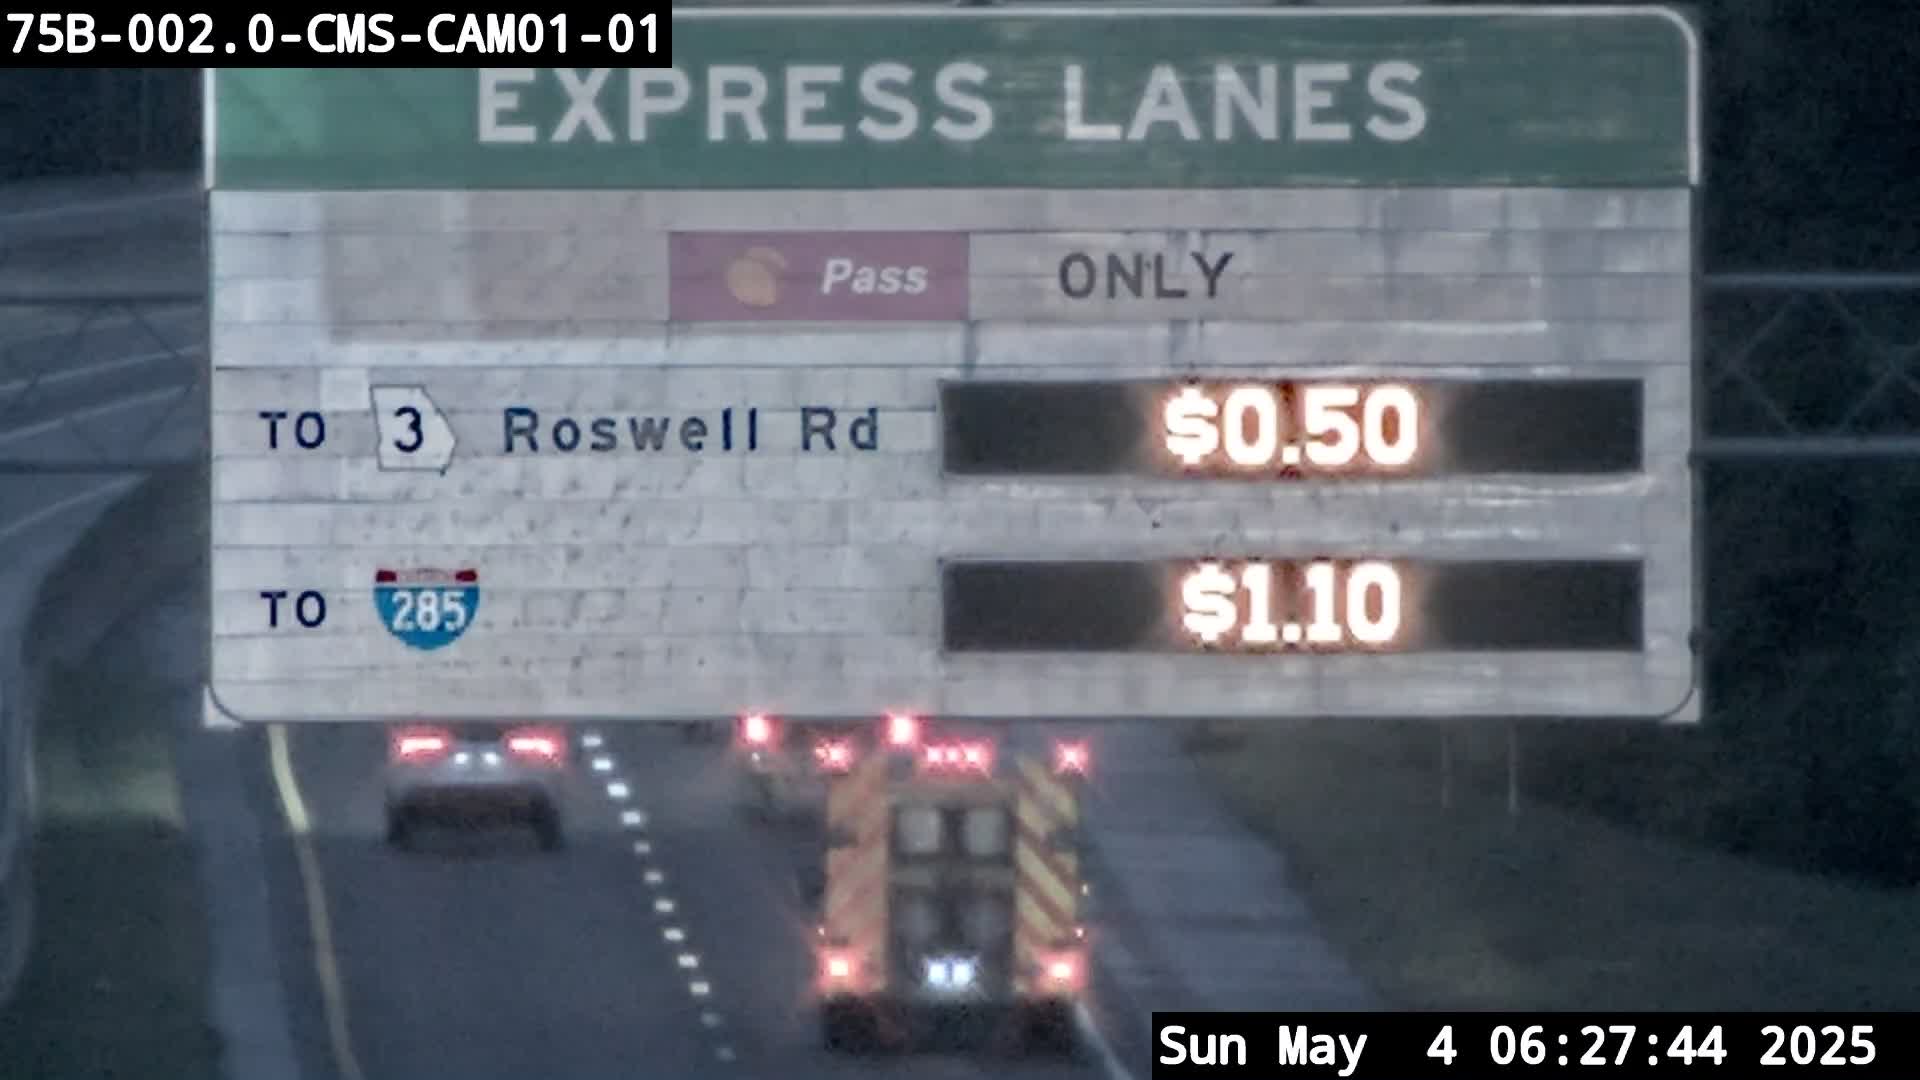 75B-002.0-CMS-CAM01-01
EXPRESS LANES
Pass ONLY
TO 3 Roswell Rd $0.50
TO 285 $1.10
Sun May 4 06:27:44 2025